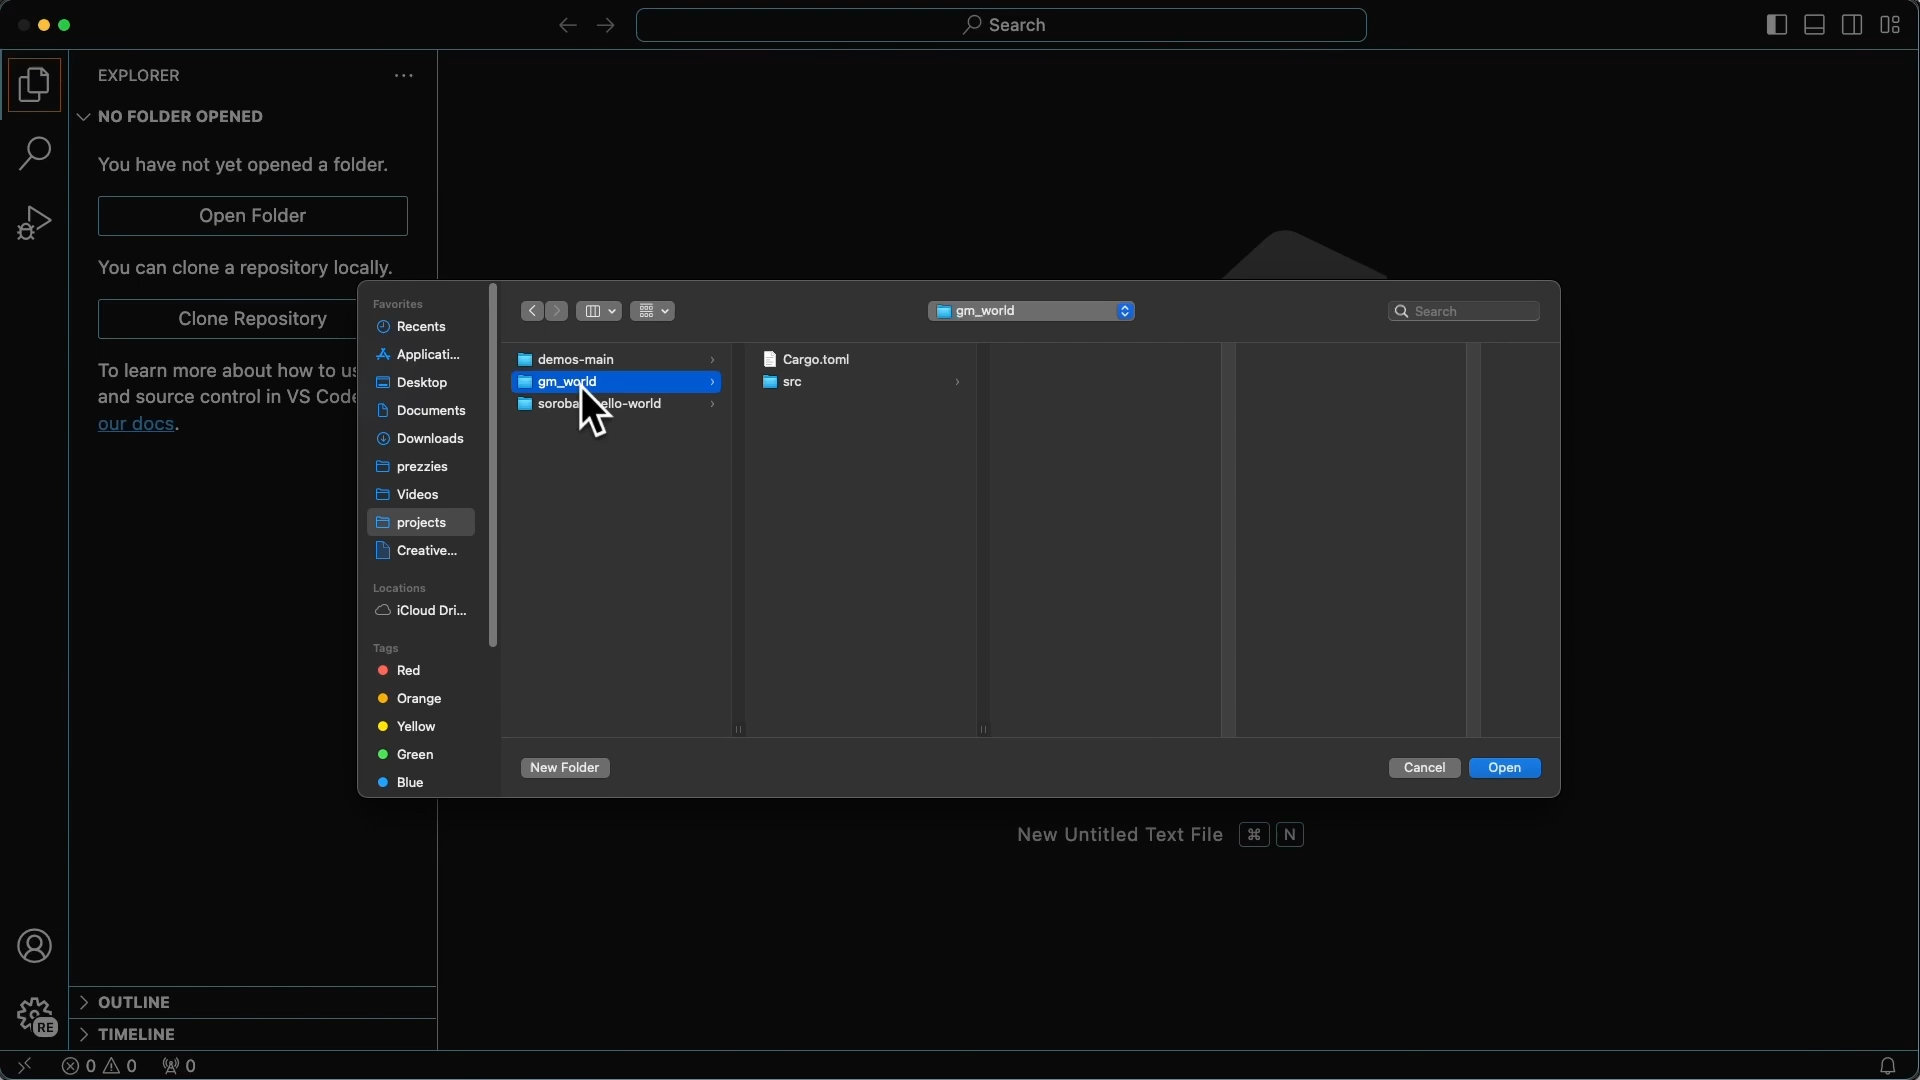 Search
EXPLORER
NO FOLDER OPENED
You have not yet opened a folder.
Open Folder
You can clone a repository locally.
Clone Repository
To learn more about how to us
and source control in VS Code
our docs.
OUTLINE
TIMELINE
RE
0 0 0
Favorites
Recents
Applicati...
Desktop
Documents
Downloads
prezzies
Videos
projects
Creative...
Locations
iCloud Dri...
Tags
Red
Orange
Yellow
Green
Blue
gm_world
Search
demos-main
gm_world
soroba ello-world
Cargo.toml
src
New Folder
Cancel
Open
New Untitled Text File ⌘ N